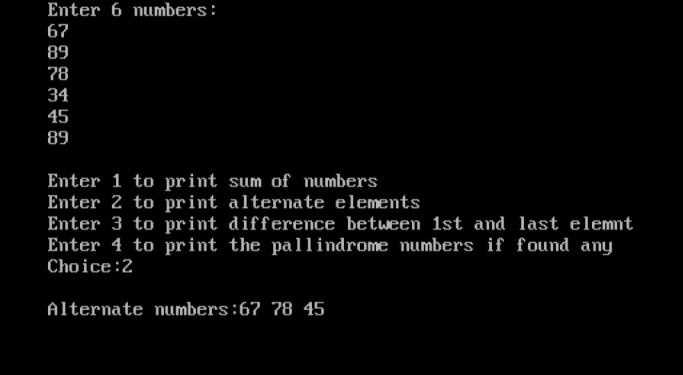 Enter 6 numbers:
67
89
78
34
45
89
Enter 1 to print sum of numbers
Enter 2 to print alternate elements
Enter 3 to print difference between 1st and last elemnt
Enter 4 to print the pallindrome numbers if found any
Choice:2
Alternate numbers:67 78 45